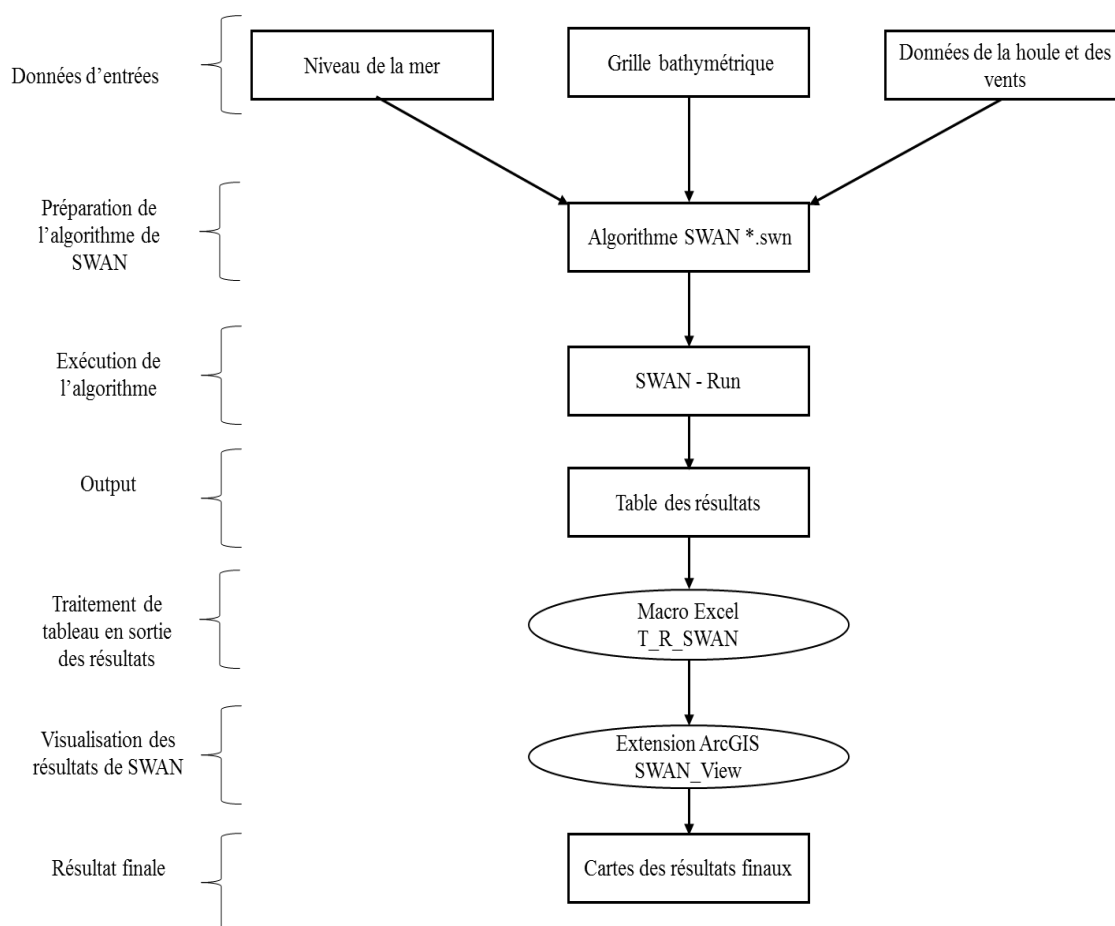 Données d'entrées
Niveau de la mer
Grille bathymétrique
Données de la houle et des
vents
Préparation de
l'algorithme de
SWAN
Algorithme SWAN *.swn
Exécution de
l'algorithme
SWAN - Run
Output
Table des résultats
Traitement de
tableau en sortie
des résultats
Macro Excel
T_R_SWAN
Visualisation des
résultats de SWAN
Extension ArcGIS
SWAN_View
Résultat finale
Cartes des résultats finaux